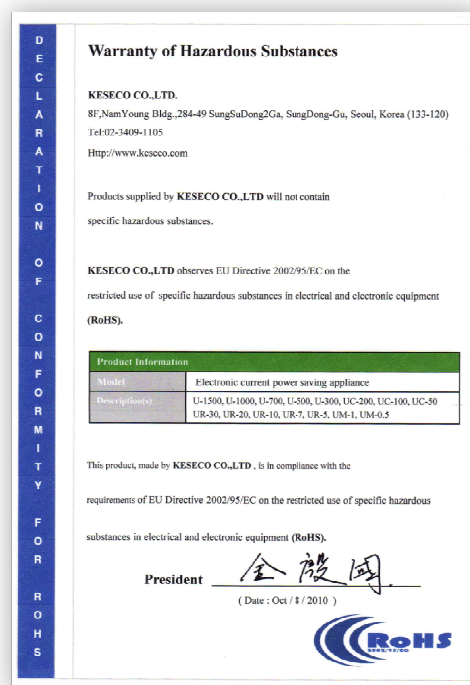 DECLARATION OF CONFORMITY FOR ROHS
Warranty of Hazardous Substances
KESECO CO.,LTD.
8F,NamYoung Bldg.,284-49 SungSuDong2Ga, SungDong-Gu, Seoul, Korea (133-120)
Tel:02-3409-1105
Http://www.keseco.com
Products supplied by KESECO CO.,LTD will not contain
specific hazardous substances.
KESECO CO.,LTD observes EU Directive 2002/95/EC on the
restricted use of specific hazardous substances in electrical and electronic equipment
(RoHS).
Product Information
Model Electronic current power saving appliance
Description(s) U-1500, U-1000, U-700, U-500, U-300, UC-200, UC-100, UC-50
UR-30, UR-20, UR-10, UR-7, UR-5, UM-1, UM-0.5
This product, made by KESECO CO.,LTD , is in compliance with the
requirements of EU Directive 2002/95/EC on the restricted use of specific hazardous
substances in electrical and electronic equipment (RoHS).
President
( Date : Oct / 8 / 2010 )
RoHS
2002/95/EC